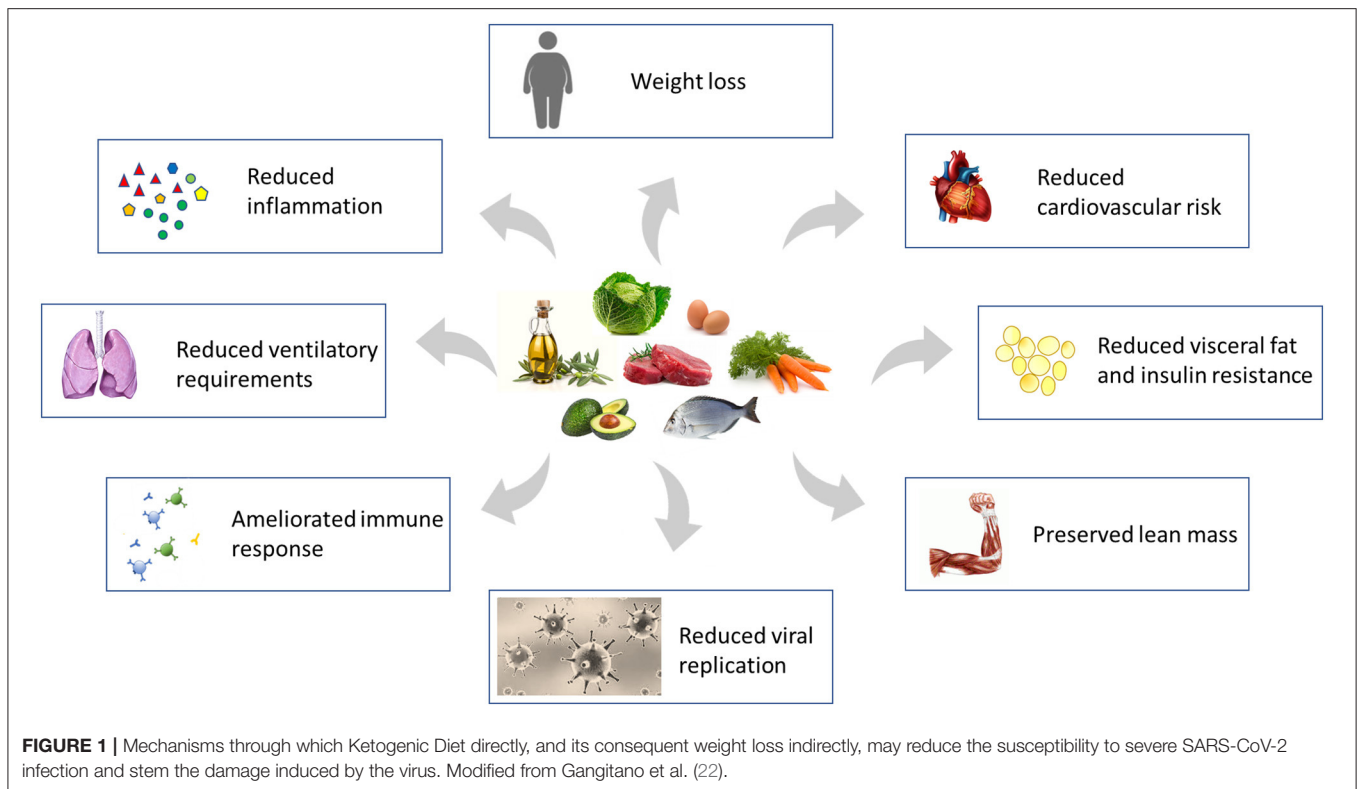 Weight loss
Reduced
inflammation
Reduced
cardiovascular risk
Reduced ventilatory
requirements
Reduced visceral fat
and insulin resistance
Ameliorated immune
response
Preserved lean mass
Reduced viral
replication
FIGURE 1 | Mechanisms through which Ketogenic Diet directly, and its consequent weight loss indirectly, may reduce the susceptibility to severe SARS-CoV-2
infection and stem the damage induced by the virus. Modified from Gangitano et al. (22).